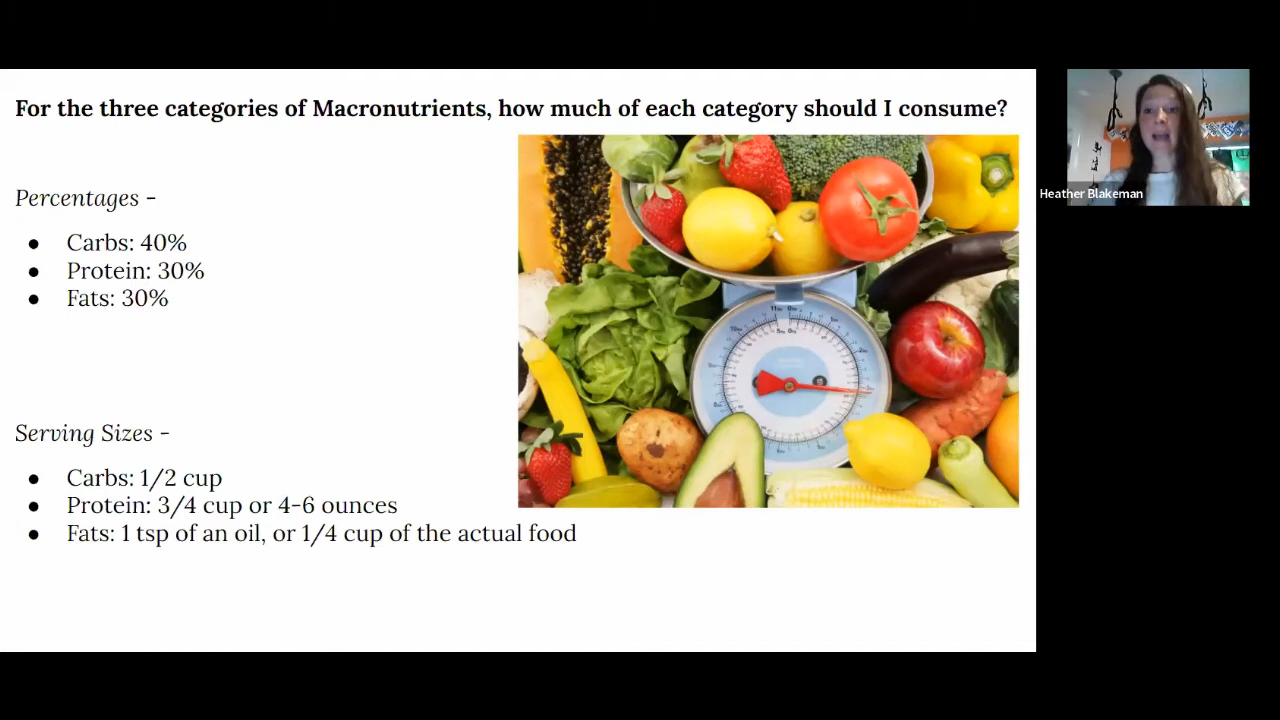 For the three categories of Macronutrients, how much of each category should I consume?
Percentages -
● Carbs: 40%
● Protein: 30%
● Fats: 30%
Serving Sizes -
● Carbs: 1/2 cup
● Protein: 3/4 cup or 4-6 ounces
● Fats: 1 tsp of an oil, or 1/4 cup of the actual food
Heather Blakeman